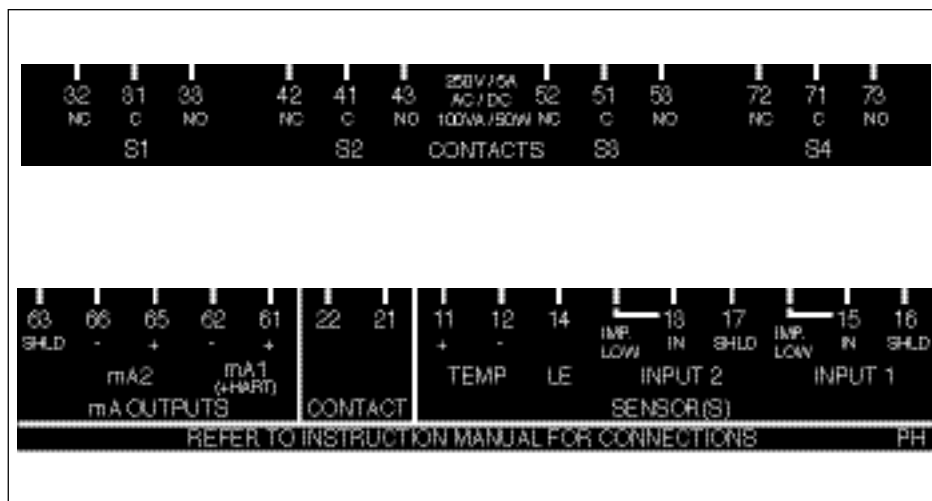 32 31 33 42 41 43 250V/5A 52 51 53 72 71 73
AC/DC
NC C NO NC C NO 100VA/50W NC C NO NC C NO
S1 S2 CONTACTS S3 S4
63 66 65 62 61 22 21 11 12 14 13 17 15 16
SHLD - + - + + - IMP. LOW IN SHLD IMP. LOW IN SHLD
mA2 mA1 (+HART) TEMP LE INPUT 2 INPUT 1
mA OUTPUTS CONTACT SENSOR(S)
REFER TO INSTRUCTION MANUAL FOR CONNECTIONS PH